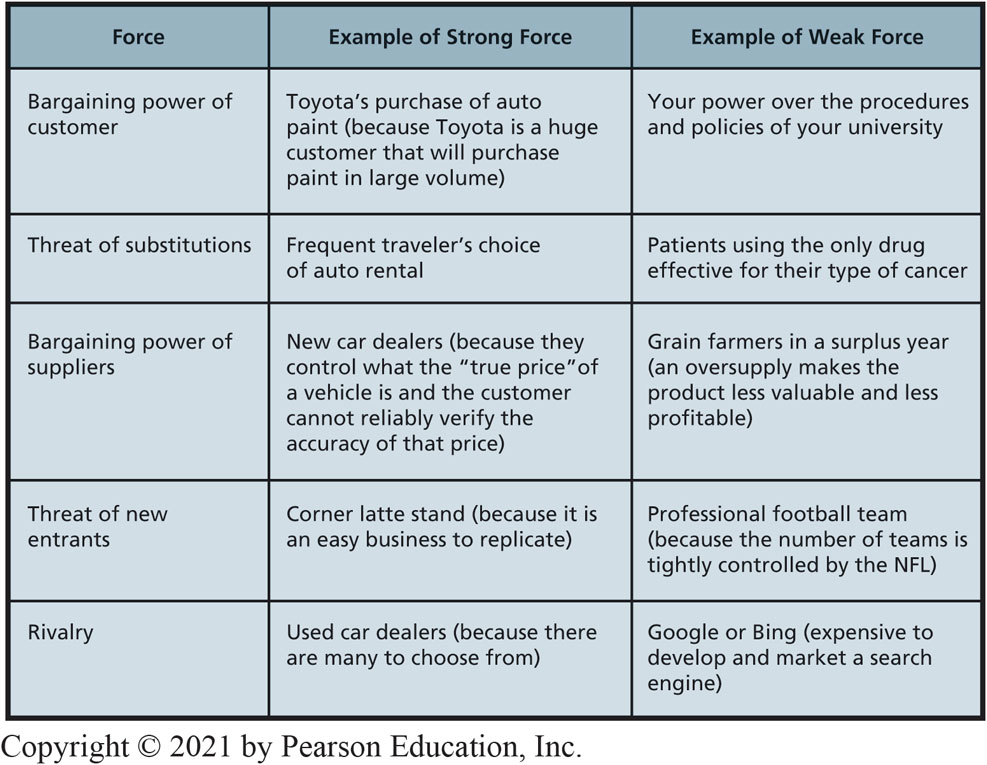 Force
Example of Strong Force
Example of Weak Force
Bargaining power of
customer
Toyota's purchase of auto
paint (because Toyota is a huge
customer that will purchase
paint in large volume)
Your power over the procedures
and policies of your university
Threat of substitutions
Frequent traveler's choice
of auto rental
Patients using the only drug
effective for their type of cancer
Bargaining power of
suppliers
New car dealers (because they
control what the “true price”of
a vehicle is and the customer
cannot reliably verify the
accuracy of that price)
Grain farmers in a surplus year
(an oversupply makes the
product less valuable and less
profitable)
Threat of new
entrants
Corner latte stand (because it is
an easy business to replicate)
Professional football team
(because the number of teams is
tightly controlled by the NFL)
Rivalry
Used car dealers (because there
are many to choose from)
Google or Bing (expensive to
develop and market a search
engine)
Copyright © 2021 by Pearson Education, Inc.